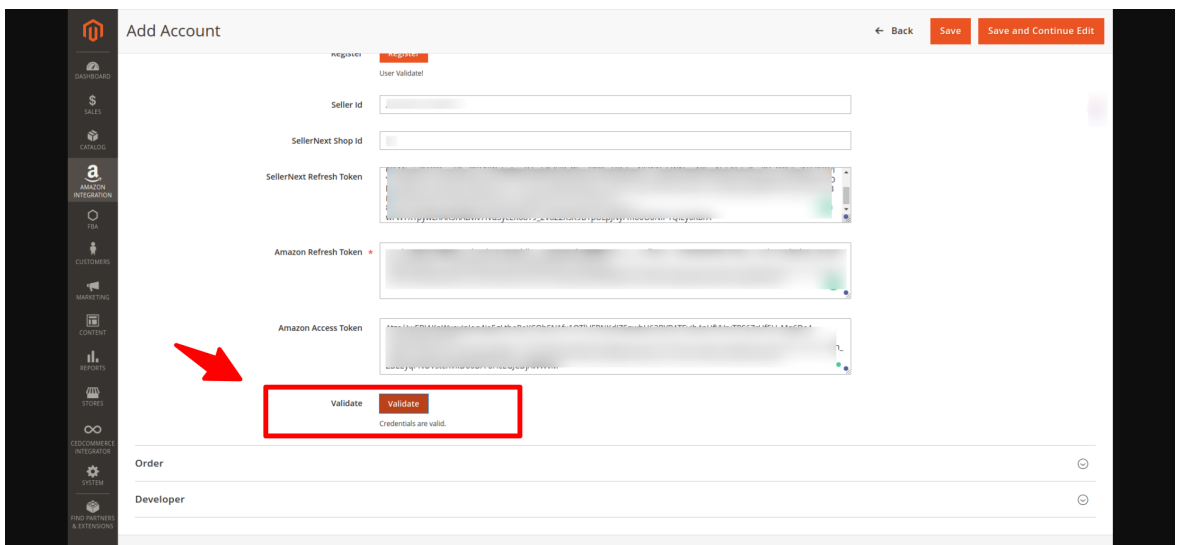 Add Account
← Back
Save
Save and Continue Edit
DASHBOARD
$
SALES
CATALOG
a
AMAZON
INTEGRATION
FBA
CUSTOMERS
MARKETING
CONTENT
REPORTS
STORES
CEDCOMMERCE
INTEGRATOR
SYSTEM
FIND PARTNERS
& EXTENSIONS
Register
Register
User Validate!
Seller Id
SellerNext Shop Id
SellerNext Refresh Token
Amazon Refresh Token *
Amazon Access Token
Validate
Validate
Credentials are valid.
Order
Developer